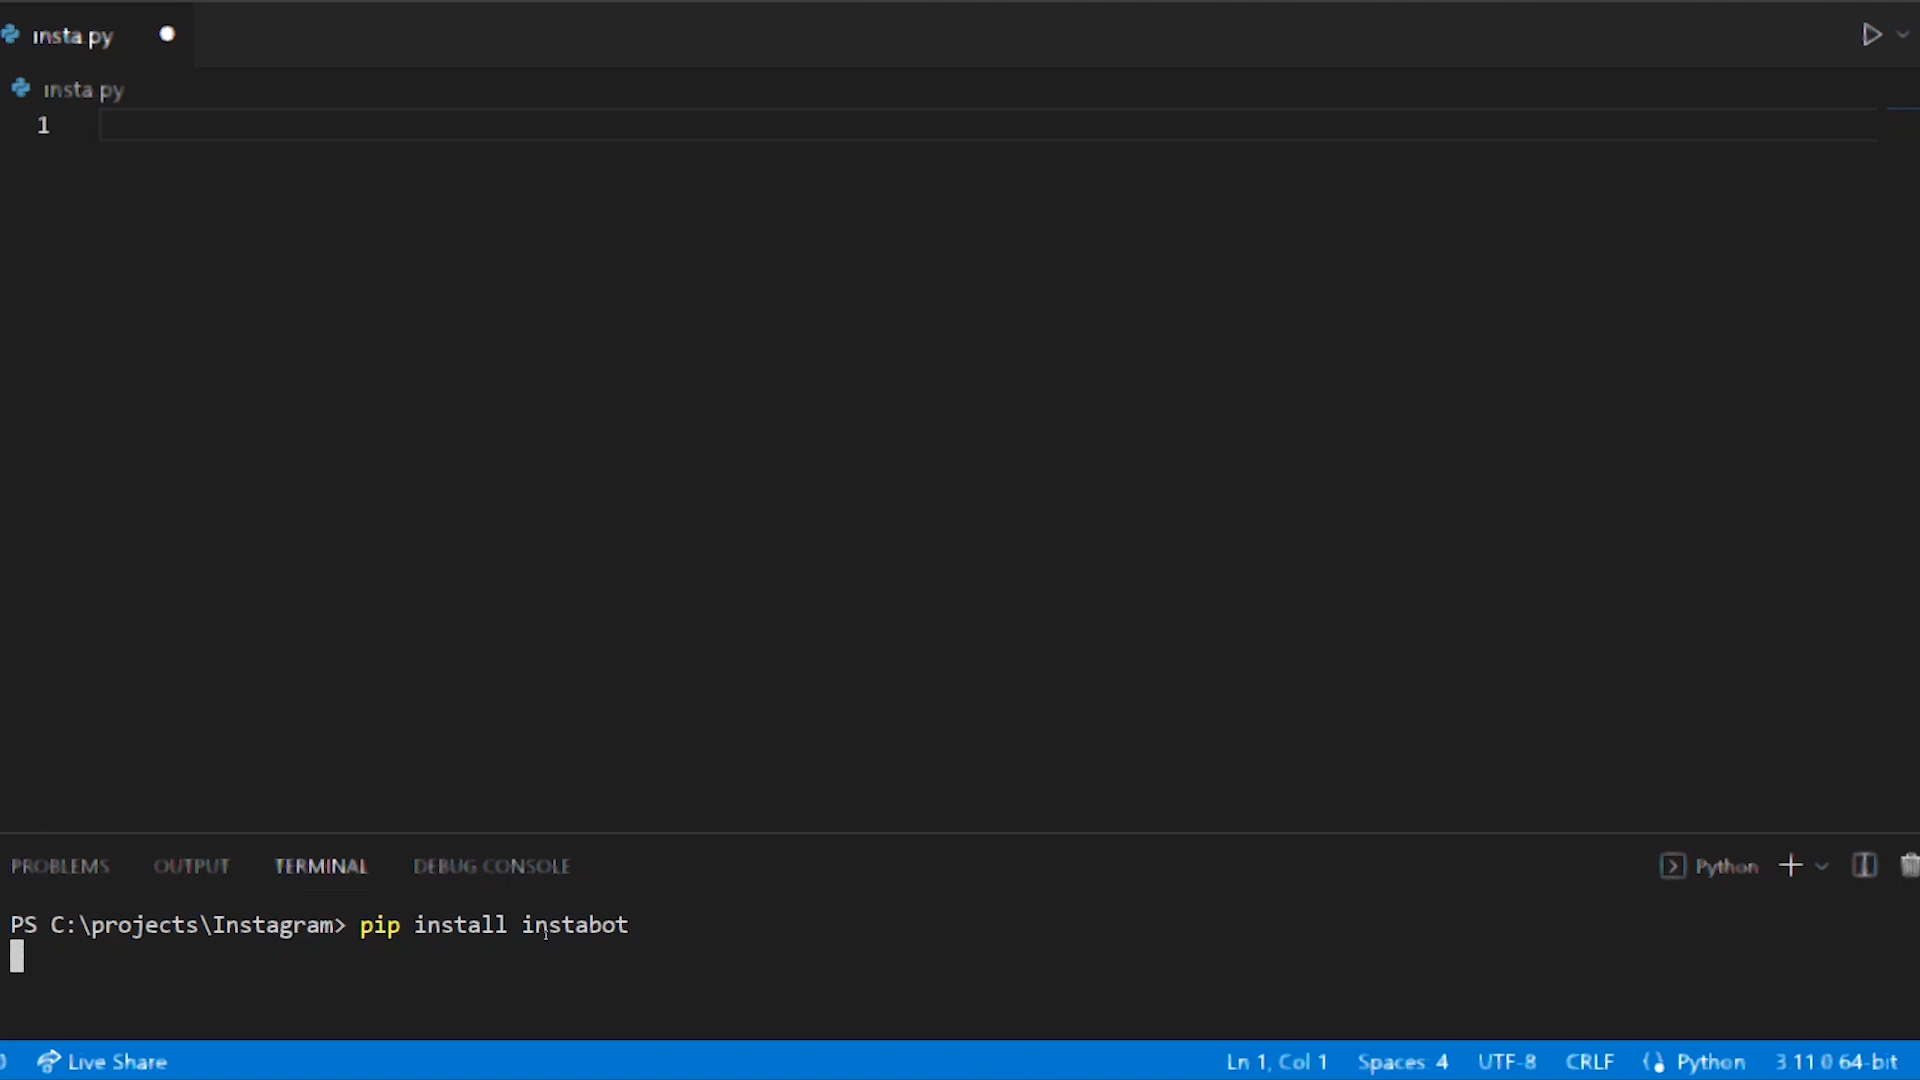 insta.py
insta.py
1
PROBLEMS OUTPUT TERMINAL DEBUG CONSOLE Python
PS C:\projects\Instagram> pip install instabot
Live Share Ln 1, Col 1 Spaces 4 UTF-8 CRLF Python 3.11.0 64-bit